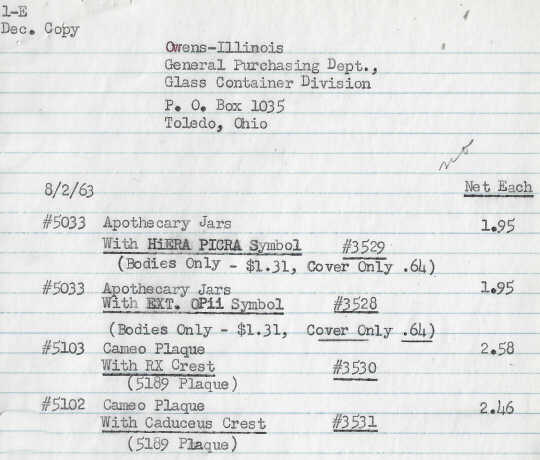 1-E
Dec. Copy
Owens-Illinois
General Purchasing Dept.,
Glass Container Division
P. O. Box 1035
Toledo, Ohio
8/2/63 Net Each
#5033 Apothecary Jars 1.95
With HiERA PICRA Symbol #3529
(Bodies Only - $1.31, Cover Only .64)
#5033 Apothecary Jars 1.95
With EXT. OPii Symbol #3528
(Bodies Only - $1.31, Cover Only .64)
#5103 Cameo Plaque 2.58
With RX Crest #3530
(5189 Plaque)
#5102 Cameo Plaque 2.46
With Caduceus Crest #3531
(5189 Plaque)